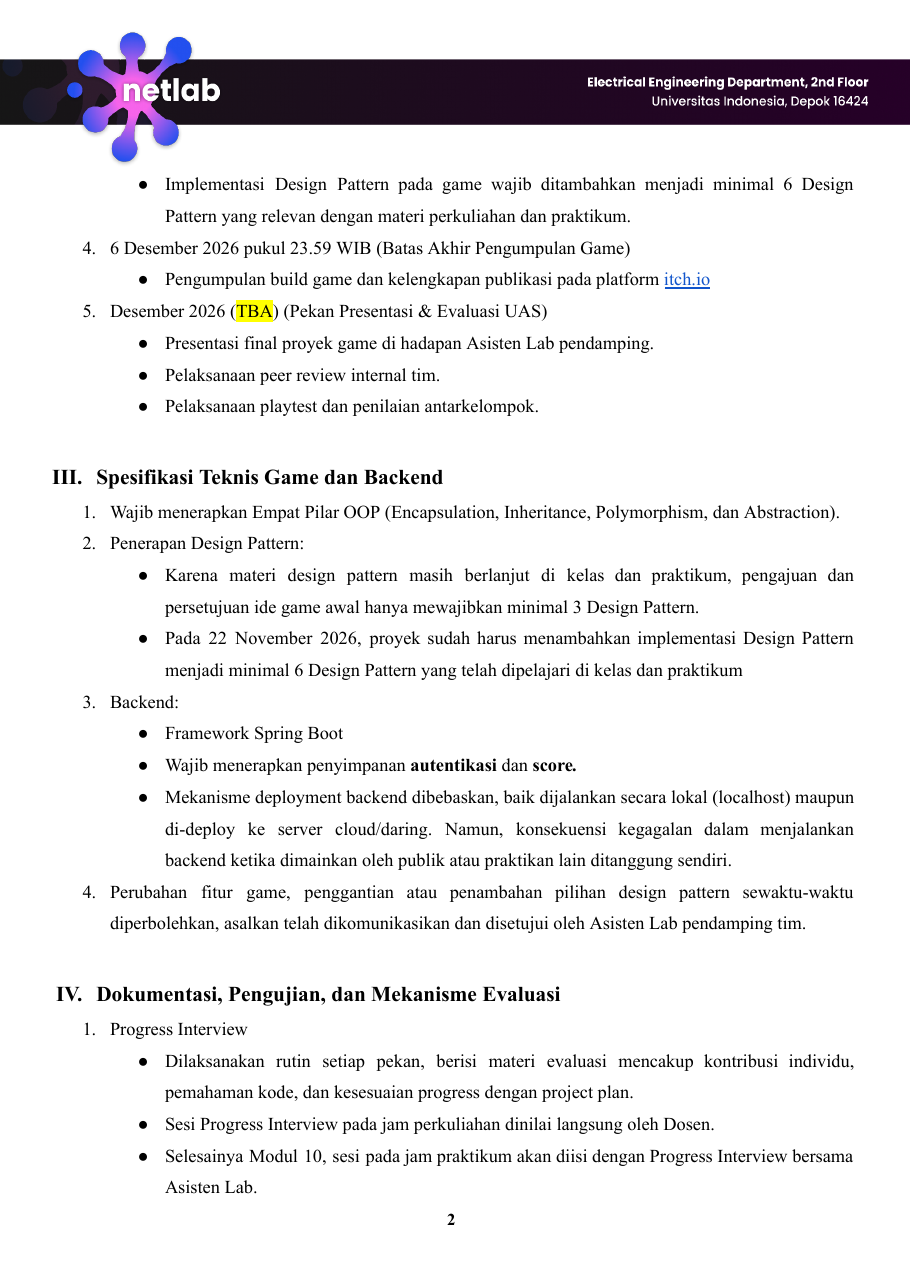 netlab
Electrical Engineering Department, 2nd Floor
Universitas Indonesia, Depok 16424
● Implementasi Design Pattern pada game wajib ditambahkan menjadi minimal 6 Design
Pattern yang relevan dengan materi perkuliahan dan praktikum.
4. 6 Desember 2026 pukul 23.59 WIB (Batas Akhir Pengumpulan Game)
● Pengumpulan build game dan kelengkapan publikasi pada platform itch.io
5. Desember 2026 (TBA) (Pekan Presentasi & Evaluasi UAS)
● Presentasi final proyek game di hadapan Asisten Lab pendamping.
● Pelaksanaan peer review internal tim.
● Pelaksanaan playtest dan penilaian antarkelompok.
III. Spesifikasi Teknis Game dan Backend
1. Wajib menerapkan Empat Pilar OOP (Encapsulation, Inheritance, Polymorphism, dan Abstraction).
2. Penerapan Design Pattern:
● Karena materi design pattern masih berlanjut di kelas dan praktikum, pengajuan dan
persetujuan ide game awal hanya mewajibkan minimal 3 Design Pattern.
● Pada 22 November 2026, proyek sudah harus menambahkan implementasi Design Pattern
menjadi minimal 6 Design Pattern yang telah dipelajari di kelas dan praktikum
3. Backend:
● Framework Spring Boot
● Wajib menerapkan penyimpanan autentikasi dan score.
● Mekanisme deployment backend dibebaskan, baik dijalankan secara lokal (localhost) maupun
di-deploy ke server cloud/daring. Namun, konsekuensi kegagalan dalam menjalankan
backend ketika dimainkan oleh publik atau praktikan lain ditanggung sendiri.
4. Perubahan fitur game, penggantian atau penambahan pilihan design pattern sewaktu-waktu
diperbolehkan, asalkan telah dikomunikasikan dan disetujui oleh Asisten Lab pendamping tim.
IV. Dokumentasi, Pengujian, dan Mekanisme Evaluasi
1. Progress Interview
● Dilaksanakan rutin setiap pekan, berisi materi evaluasi mencakup kontribusi individu,
pemahaman kode, dan kesesuaian progress dengan project plan.
● Sesi Progress Interview pada jam perkuliahan dinilai langsung oleh Dosen.
● Selesainya Modul 10, sesi pada jam praktikum akan diisi dengan Progress Interview bersama
Asisten Lab.
2